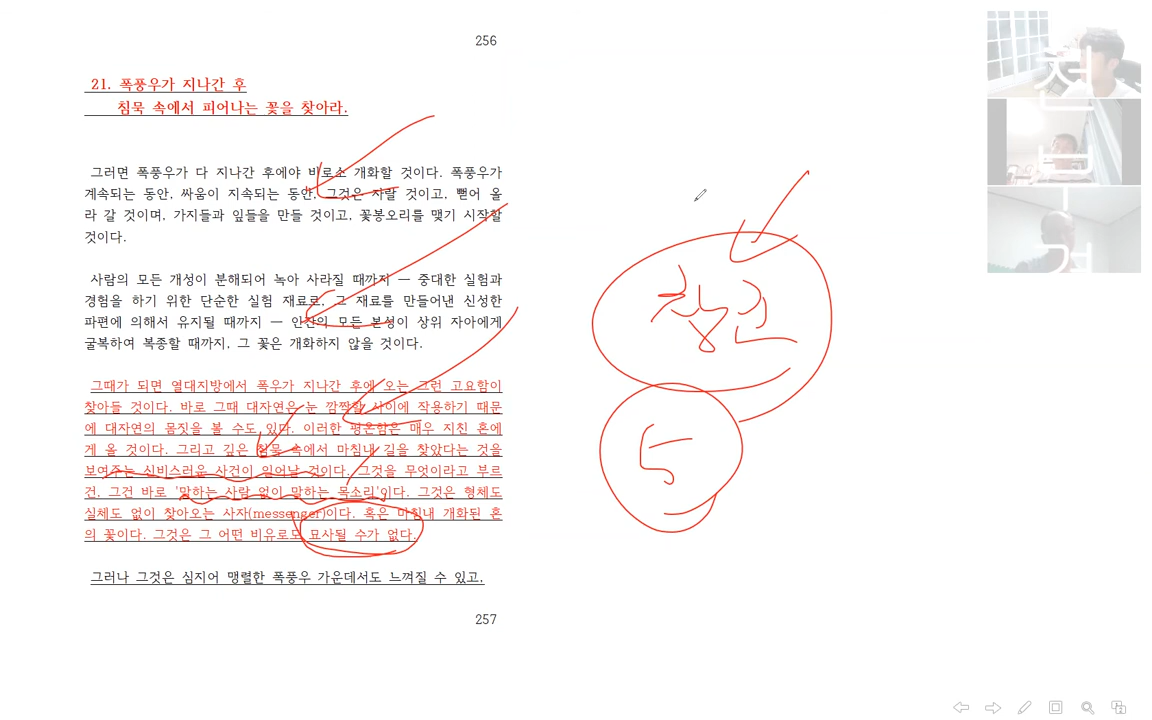 256
21. 폭풍우가 지나간 후
침묵 속에서 피어나는 꽃을 찾아라.
그러면 폭풍우가 다 지나간 후에야 비로소 개화할 것이다. 폭풍우가
계속되는 동안, 싸움이 지속되는 동안, 그것은 자랄 것이고, 뻗어 올
라 갈 것이며, 가지들과 잎들을 만들 것이고, 꽃봉오리를 맺기 시작할
것이다.
사람의 모든 개성이 분해되어 녹아 사라질 때까지 — 중대한 실험과
경험을 하기 위한 단순한 실험 재료로, 그 재료를 만들어낸 신성한
파편에 의해서 유지될 때까지 — 인간의 모든 본성이 상위 자아에게
굴복하여 복종할 때까지, 그 꽃은 개화하지 않을 것이다.
그때가 되면 열대지방에서 폭우가 지나간 후에 오는 그런 고요함이
찾아들 것이다. 바로 그때 대자연은 눈 깜짝할 사이에 작용하기 때문
에 대자연의 몸짓을 볼 수도 있다. 이러한 평온함은 매우 지친 혼에
게 올 것이다. 그리고 깊은 침묵 속에서 마침내 길을 찾았다는 것을
보여주는 신비스러운 사건이 일어날 것이다. 그것을 무엇이라고 부르
건, 그건 바로 '말하는 사람 없이 말하는 목소리'이다. 그것은 형체도
실체도 없이 찾아오는 사자(messenger)이다. 혹은 마침내 개화된 혼
의 꽃이다. 그것은 그 어떤 비유로도 묘사될 수가 없다.
그러나 그것은 심지어 맹렬한 폭풍우 가운데서도 느껴질 수 있고,
257
5